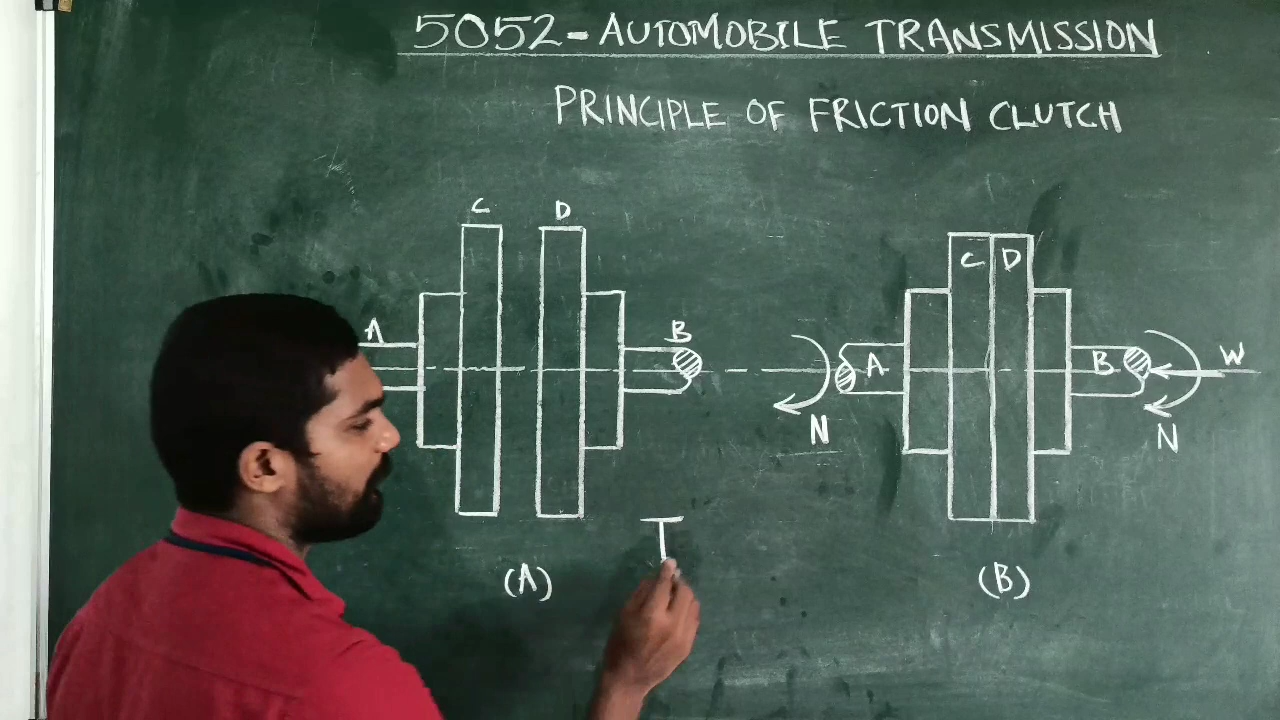 5052-AUTOMOBILE TRANSMISSION
PRINCIPLE OF FRICTION CLUTCH
C D
C D
A B
A B W
N N
T
(A) (B)